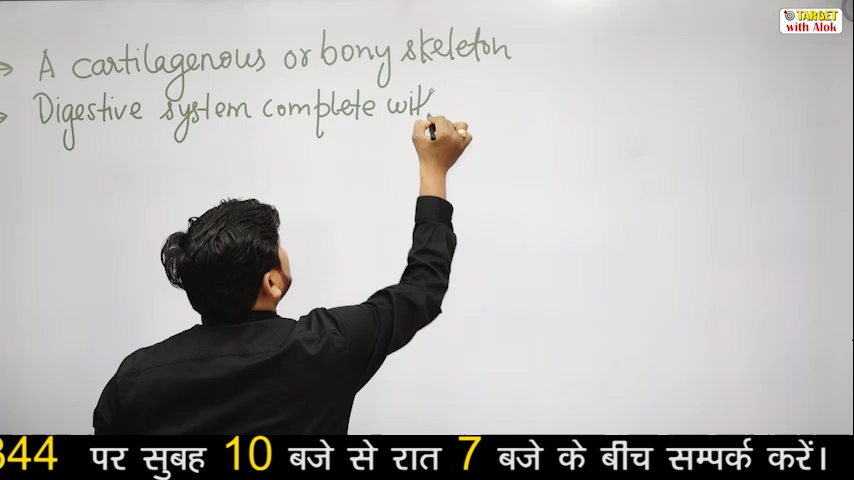 TARGET
with Alok
→ A cartilagenous or bony skeleton
→ Digestive system complete wit
344 पर सुबह 10 बजे से रात 7 बजे के बीच सम्पर्क करें।